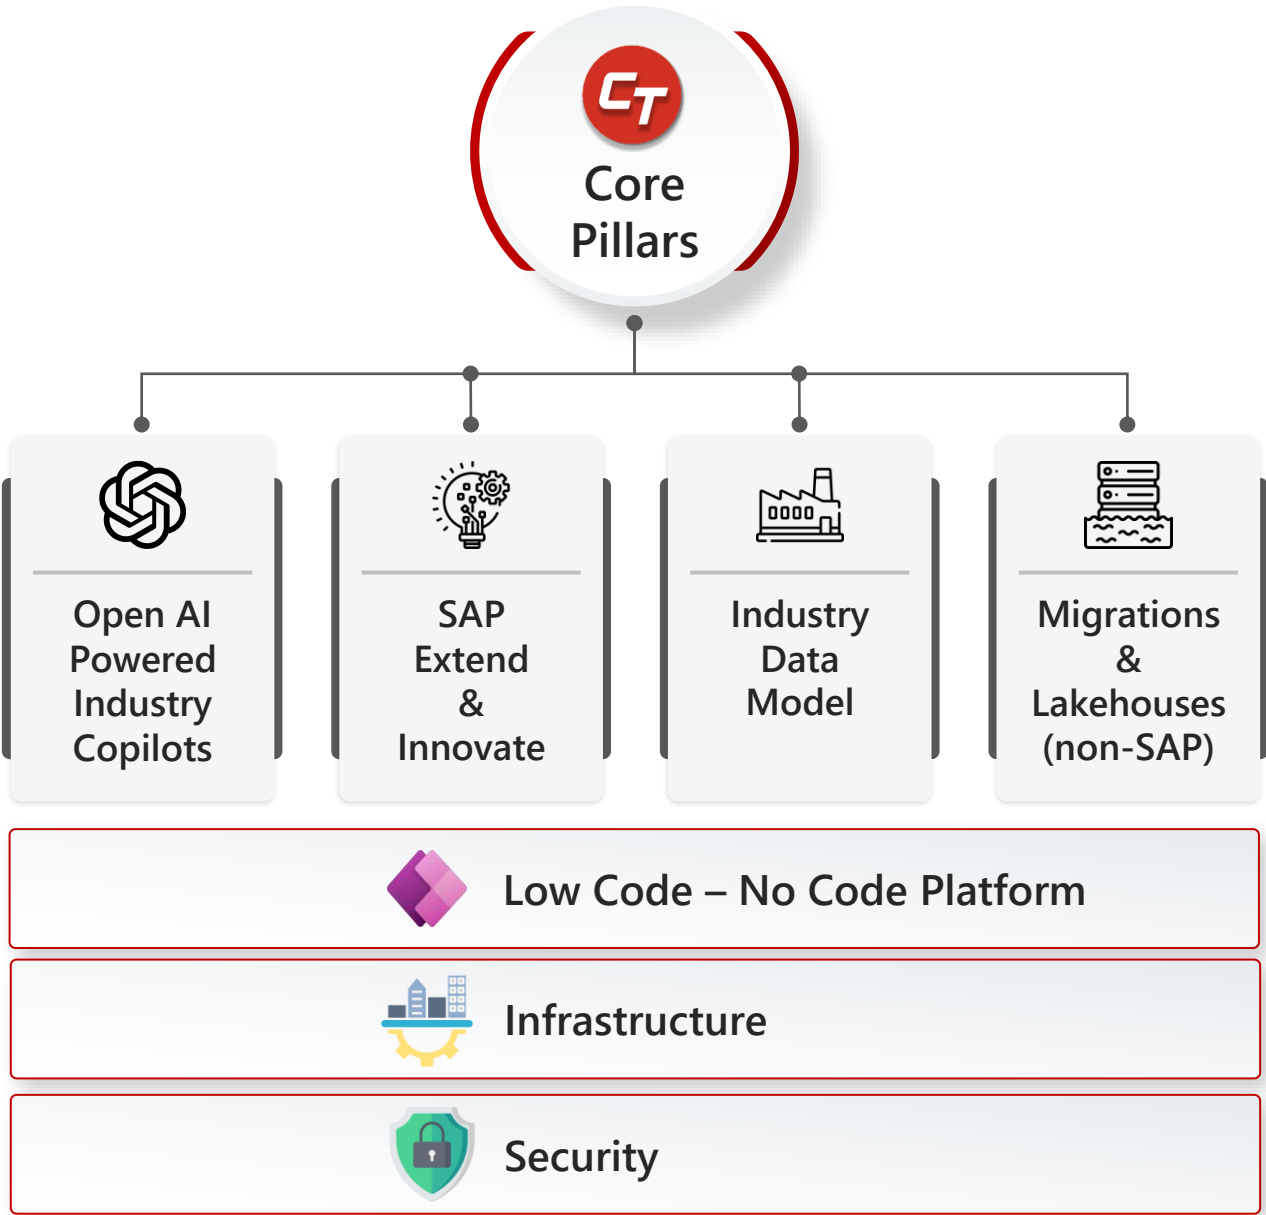 CT
Core
Pillars
Open AI
Powered
Industry
Copilots
SAP
Extend
&
Innovate
Industry
Data
Model
Migrations
&
Lakehouses
(non-SAP)
Low Code – No Code Platform
Infrastructure
Security